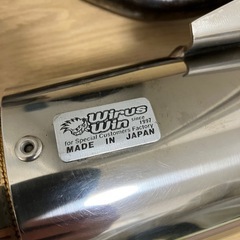 Wirus
Win
SINCE 1997
for Special Customers Factory
MADE IN JAPAN